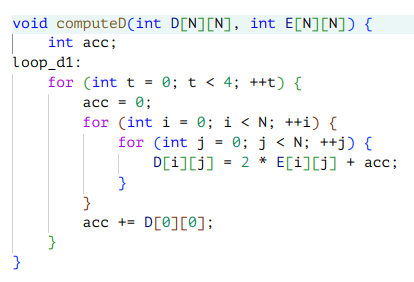 void computeD(int D[N][N], int E[N][N]) {
    int acc;
loop_d1:
    for (int t = 0; t < 4; ++t) {
        acc = 0;
        for (int i = 0; i < N; ++i) {
            for (int j = 0; j < N; ++j) {
                D[i][j] = 2 * E[i][j] + acc;
            }
        }
        acc += D[0][0];
    }
}